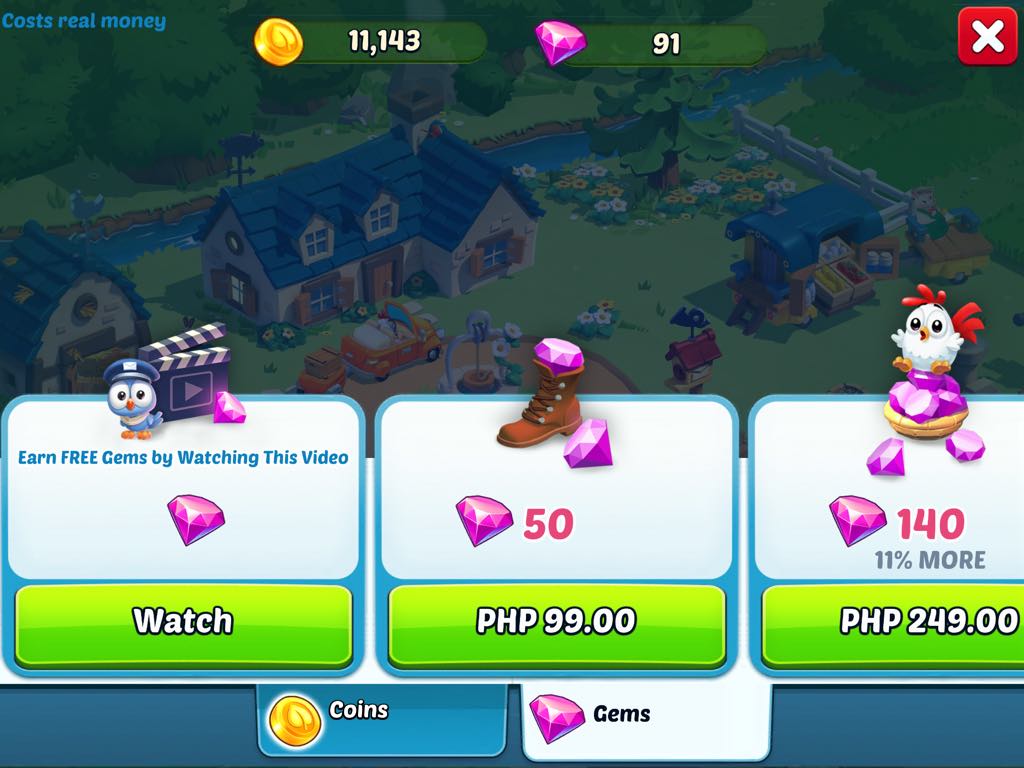 Costs real money
11,143
91
Earn FREE Gems by Watching This Video
50
140
11% MORE
Watch
PHP 99.00
PHP 249.00
Coins
Gems